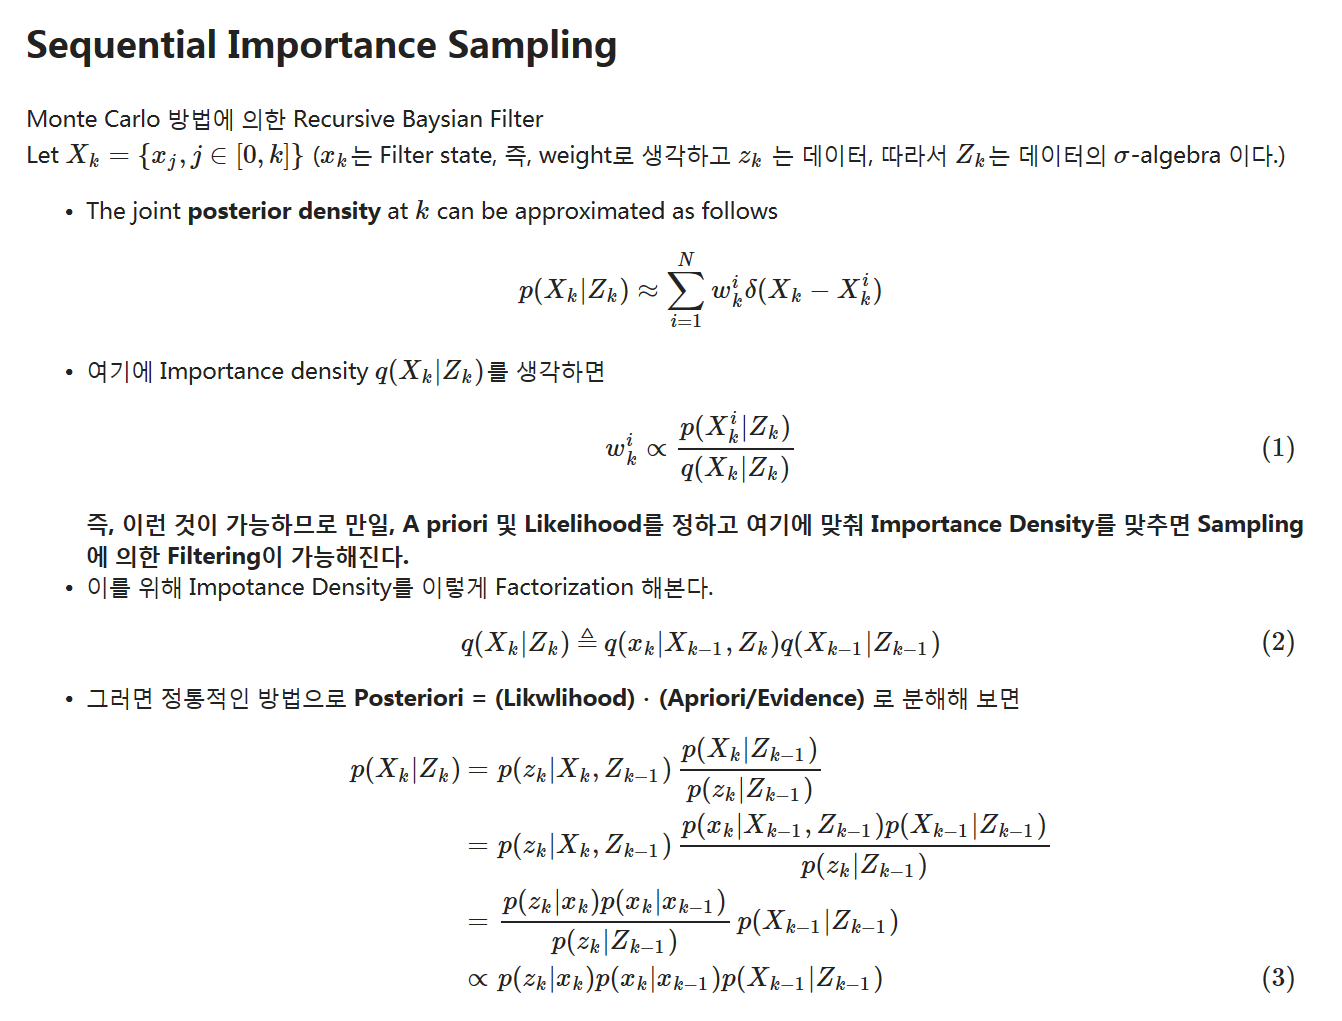 Sequential Importance Sampling
Monte Carlo 방법에 의한 Recursive Baysian Filter
Let $X_k = \{x_j, j \in [0, k]\}$ ($x_k$는 Filter state, 즉, weight로 생각하고 $z_k$ 는 데이터, 따라서 $Z_k$는 데이터의 $\sigma$-algebra 이다.)
• The joint posterior density at $k$ can be approximated as follows
$p(X_k|Z_k) \approx \sum_{i=1}^{N} w_k^i \delta(X_k - X_k^i)$
• 여기에 Importance density $q(X_k|Z_k)$를 생각하면
$w_k^i \propto \frac{p(X_k^i|Z_k)}{q(X_k|Z_k)}$ (1)
즉, 이런 것이 가능하므로 만일, A priori 및 Likelihood를 정하고 여기에 맞춰 Importance Density를 맞추면 Sampling
에 의한 Filtering이 가능해진다.
• 이를 위해 Impotance Density를 이렇게 Factorization 해본다.
$q(X_k|Z_k) \triangleq q(x_k|X_{k-1}, Z_k)q(X_{k-1}|Z_{k-1})$ (2)
• 그러면 정통적인 방법으로 Posteriori = (Likwlihood) · (Apriori/Evidence) 로 분해해 보면
$p(X_k|Z_k) = p(z_k|X_k, Z_{k-1}) \frac{p(X_k|Z_{k-1})}{p(z_k|Z_{k-1})}$
$= p(z_k|X_k, Z_{k-1}) \frac{p(x_k|X_{k-1}, Z_{k-1})p(X_{k-1}|Z_{k-1})}{p(z_k|Z_{k-1})}$
$= \frac{p(z_k|x_k)p(x_k|x_{k-1})}{p(z_k|Z_{k-1})} p(X_{k-1}|Z_{k-1})$
$\propto p(z_k|x_k)p(x_k|x_{k-1})p(X_{k-1}|Z_{k-1})$ (3)